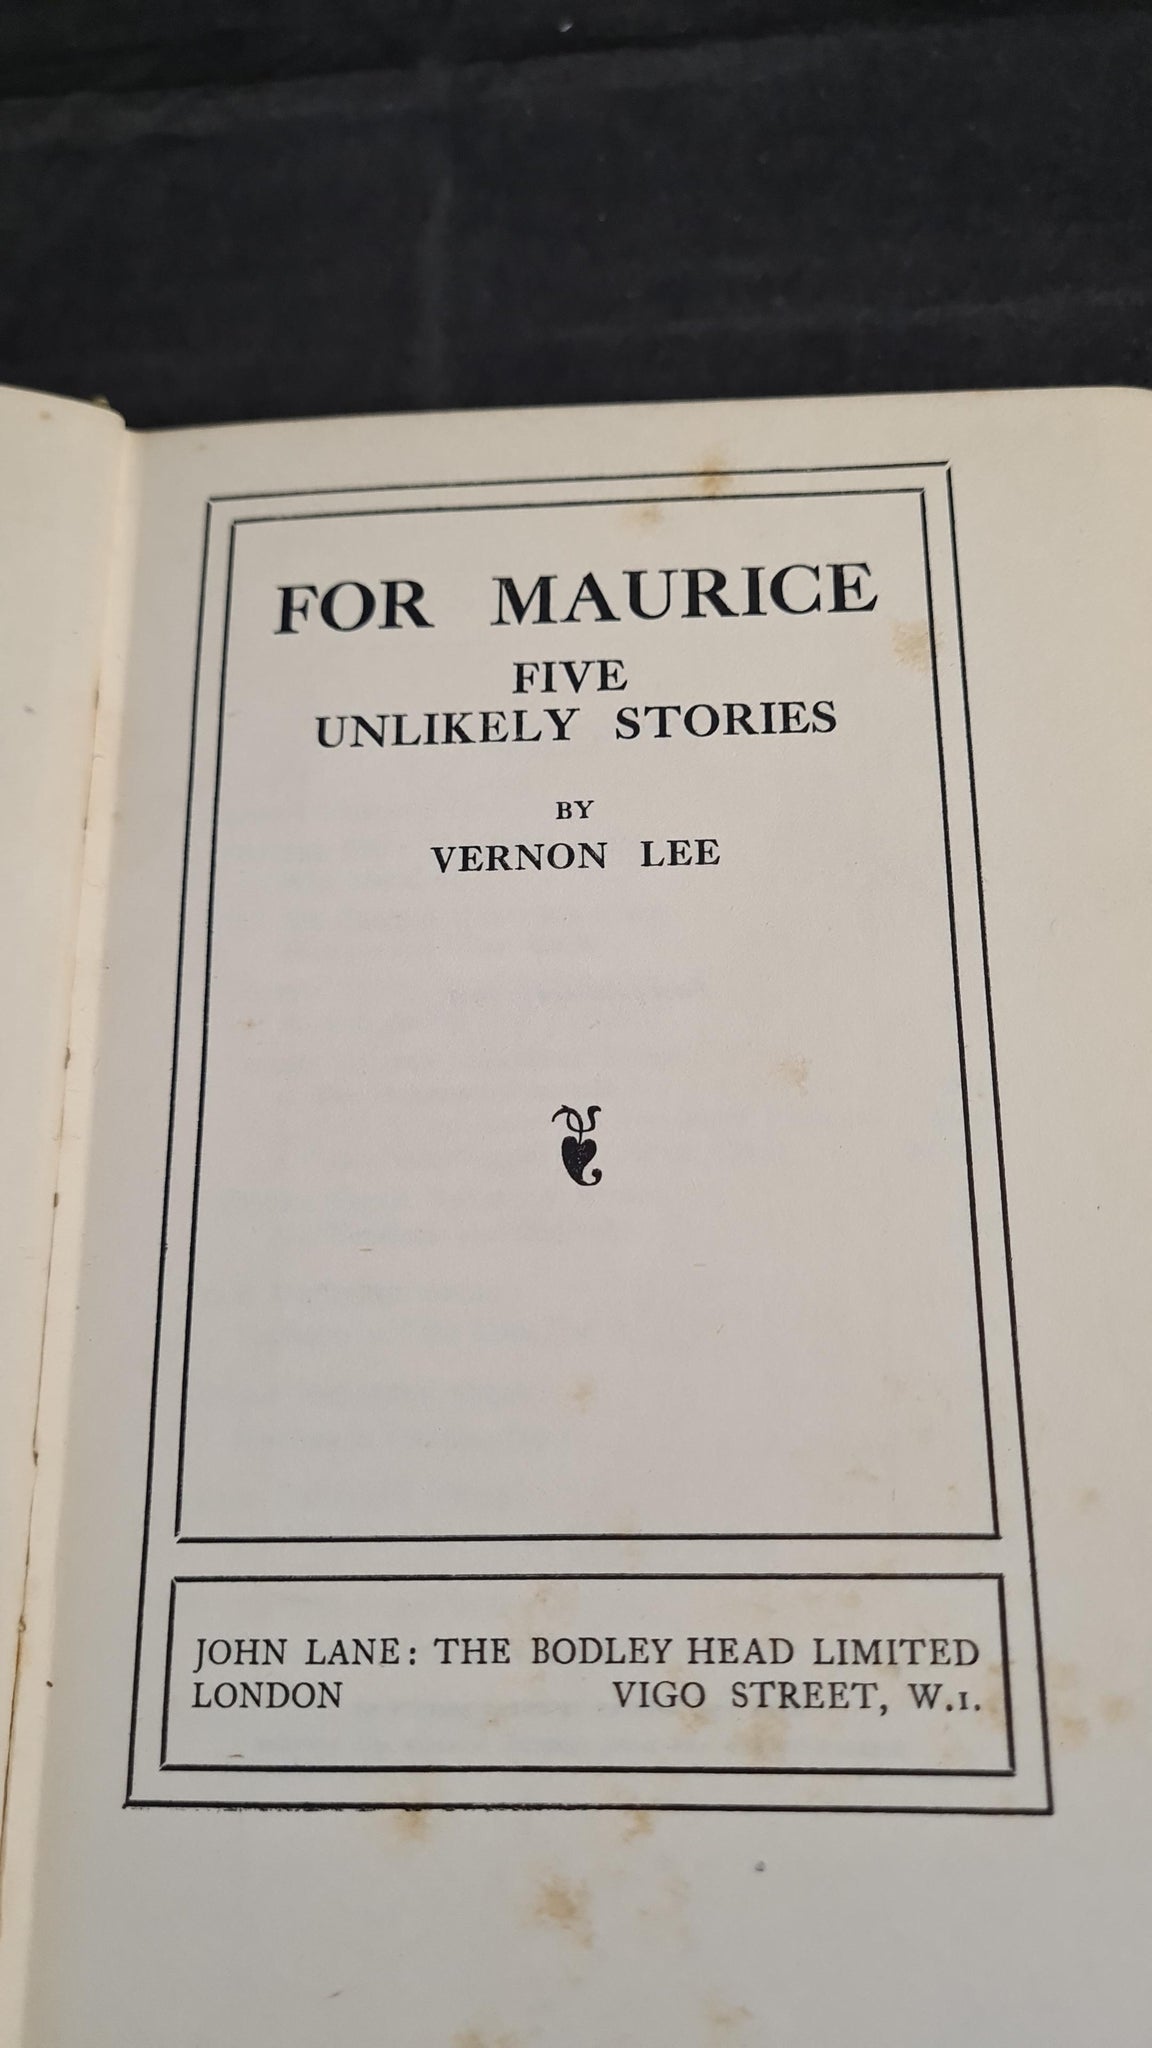 FOR MAURICE
FIVE
UNLIKELY STORIES
BY
VERNON LEE
JOHN LANE: THE BODLEY HEAD LIMITED
LONDON VIGO STREET, W.1.